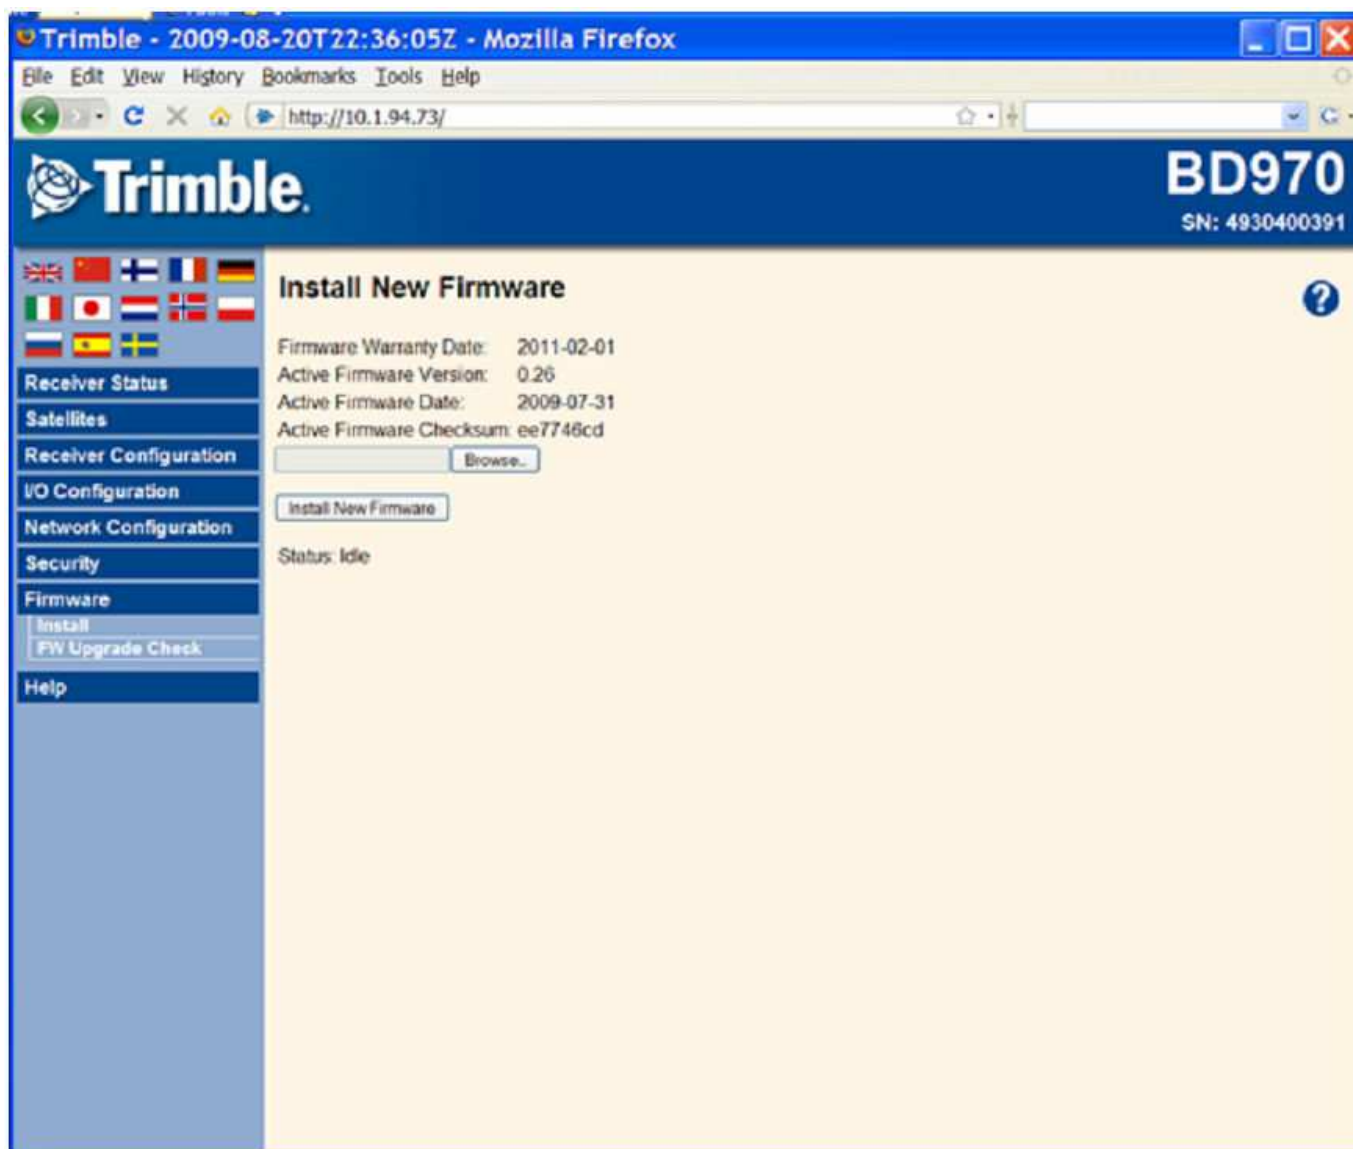 Trimble - 2009-08-20T22:36:05Z - Mozilla Firefox
File Edit View History Bookmarks Tools Help
http://10.1.94.73/
Trimble.
BD970
SN: 4930400391
Install New Firmware
Firmware Warranty Date: 2011-02-01
Active Firmware Version: 0.26
Active Firmware Date: 2009-07-31
Active Firmware Checksum: ee7746cd
Browse..
Install New Firmware
Status: Idle
Receiver Status
Satellites
Receiver Configuration
I/O Configuration
Network Configuration
Security
Firmware
Install
FW Upgrade Check
Help